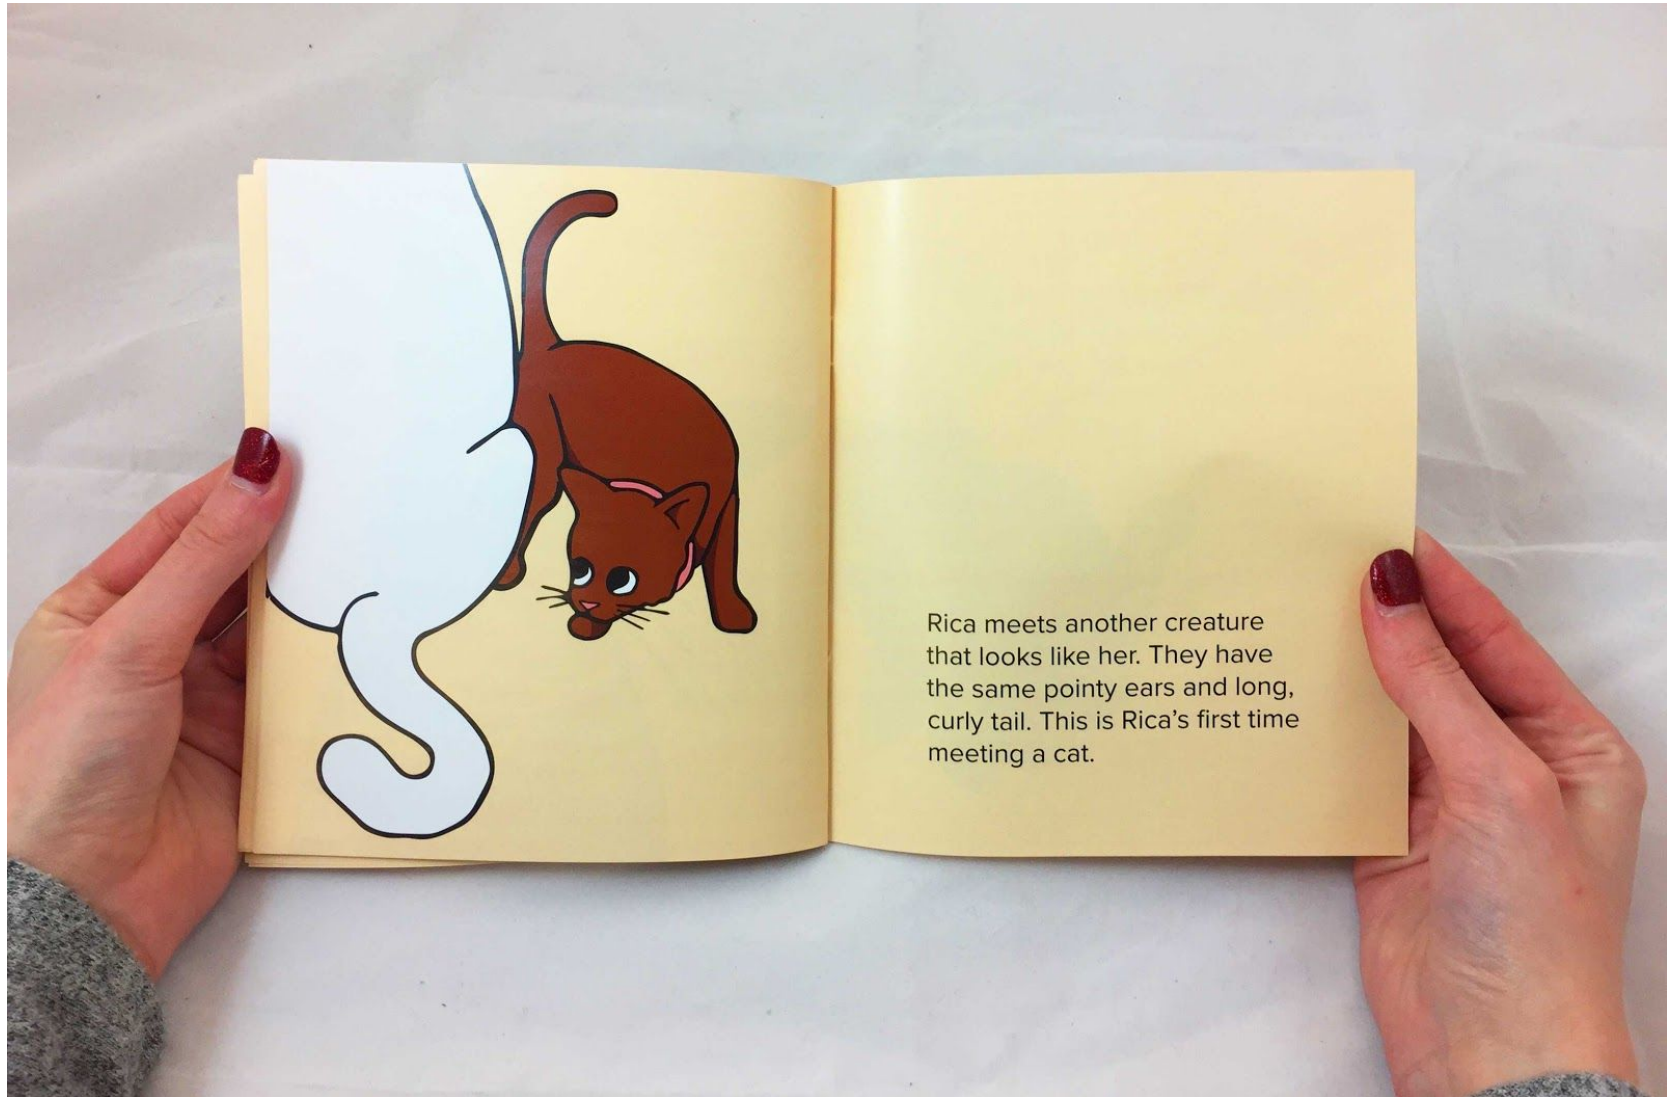 Rica meets another creature
that looks like her. They have
the same pointy ears and long,
curly tail. This is Rica’s first time
meeting a cat.